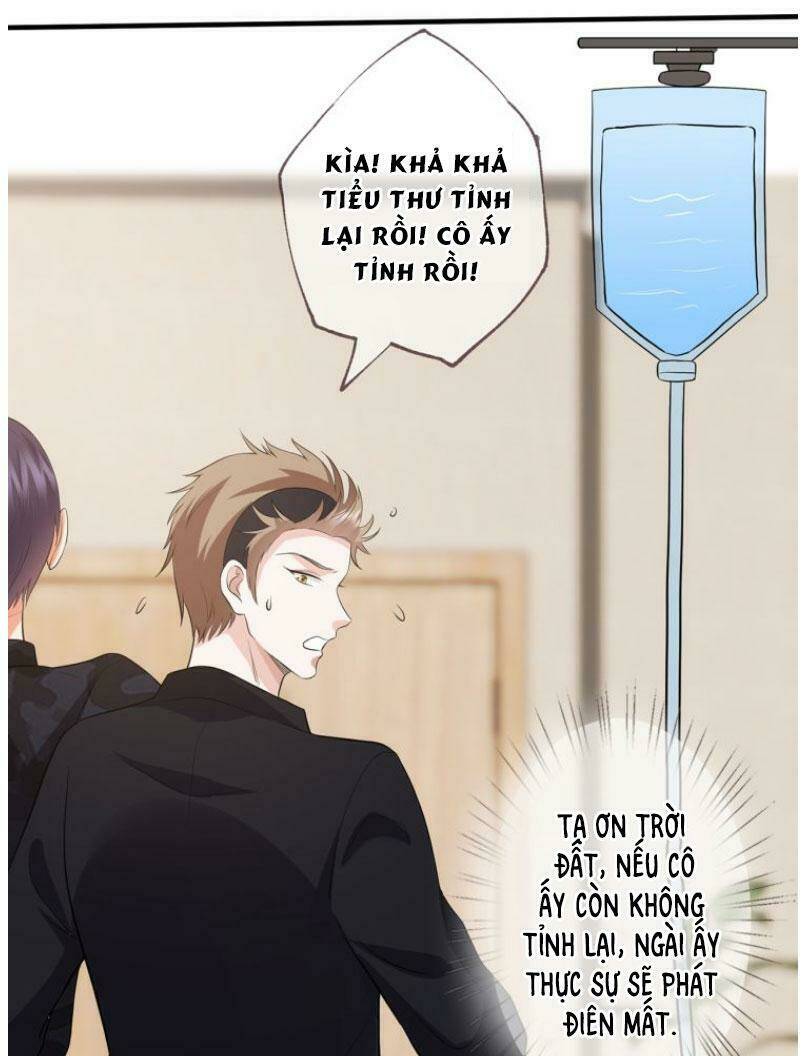 KÌA! KHẢ KHẢ
TIỂU THƯ TỈNH
LẠI RỒI! CÔ ẤY
TỈNH RỒI!
TẠ ƠN TRỜI
ĐẤT, NẾU CÔ
ẤY CÒN KHÔNG
TỈNH LẠI, NGÀI ẤY
THỰC SỰ SẼ PHÁT
ĐIÊN MẤT.